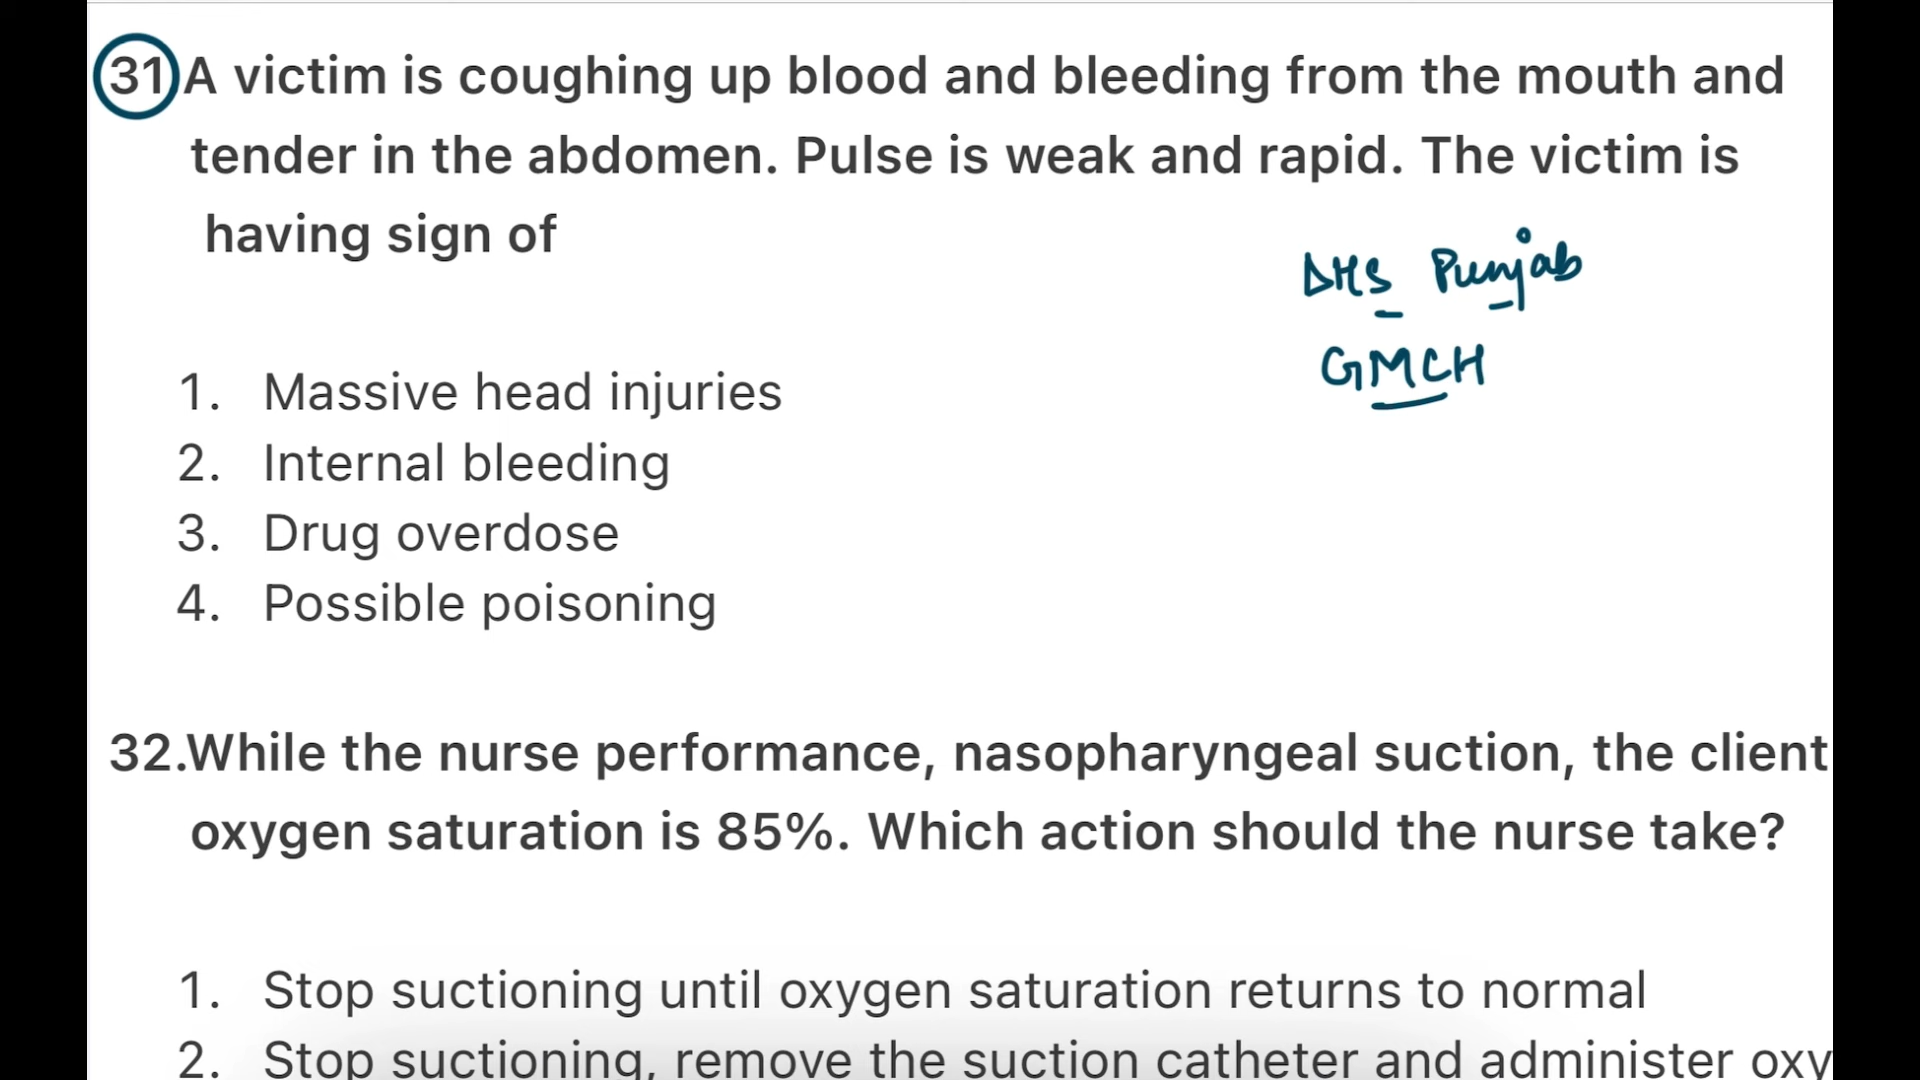 31 A victim is coughing up blood and bleeding from the mouth and
tender in the abdomen. Pulse is weak and rapid. The victim is
having sign of
DHS Punjab
GMCH
1. Massive head injuries
2. Internal bleeding
3. Drug overdose
4. Possible poisoning
32.While the nurse performance, nasopharyngeal suction, the client
oxygen saturation is 85%. Which action should the nurse take?
1. Stop suctioning until oxygen saturation returns to normal
2. Stop suctioning, remove the suction catheter and administer oxy